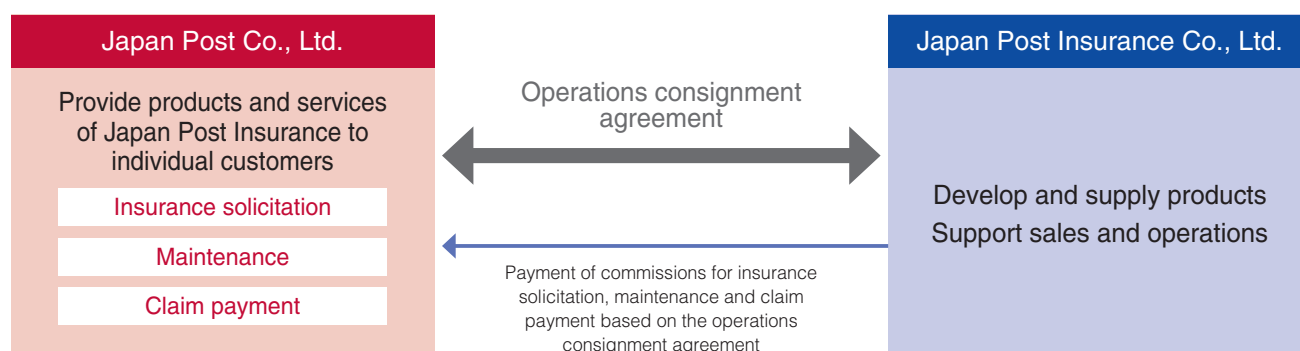 Japan Post Co., Ltd.
Provide products and services
of Japan Post Insurance to
individual customers
Insurance solicitation
Maintenance
Claim payment
Operations consignment
agreement
Payment of commissions for insurance
solicitation, maintenance and claim
payment based on the operations
consignment agreement
Japan Post Insurance Co., Ltd.
Develop and supply products
Support sales and operations